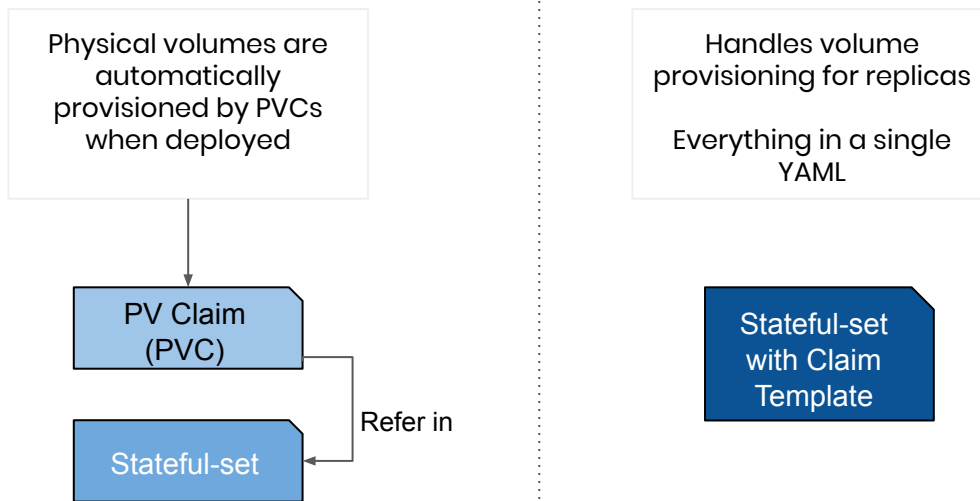 Physical volumes are
automatically
provisioned by PVCs
when deployed
PV Claim
(PVC)
Refer in
Stateful-set
Handles volume
provisioning for replicas
Everything in a single
YAML
Stateful-set
with Claim
Template